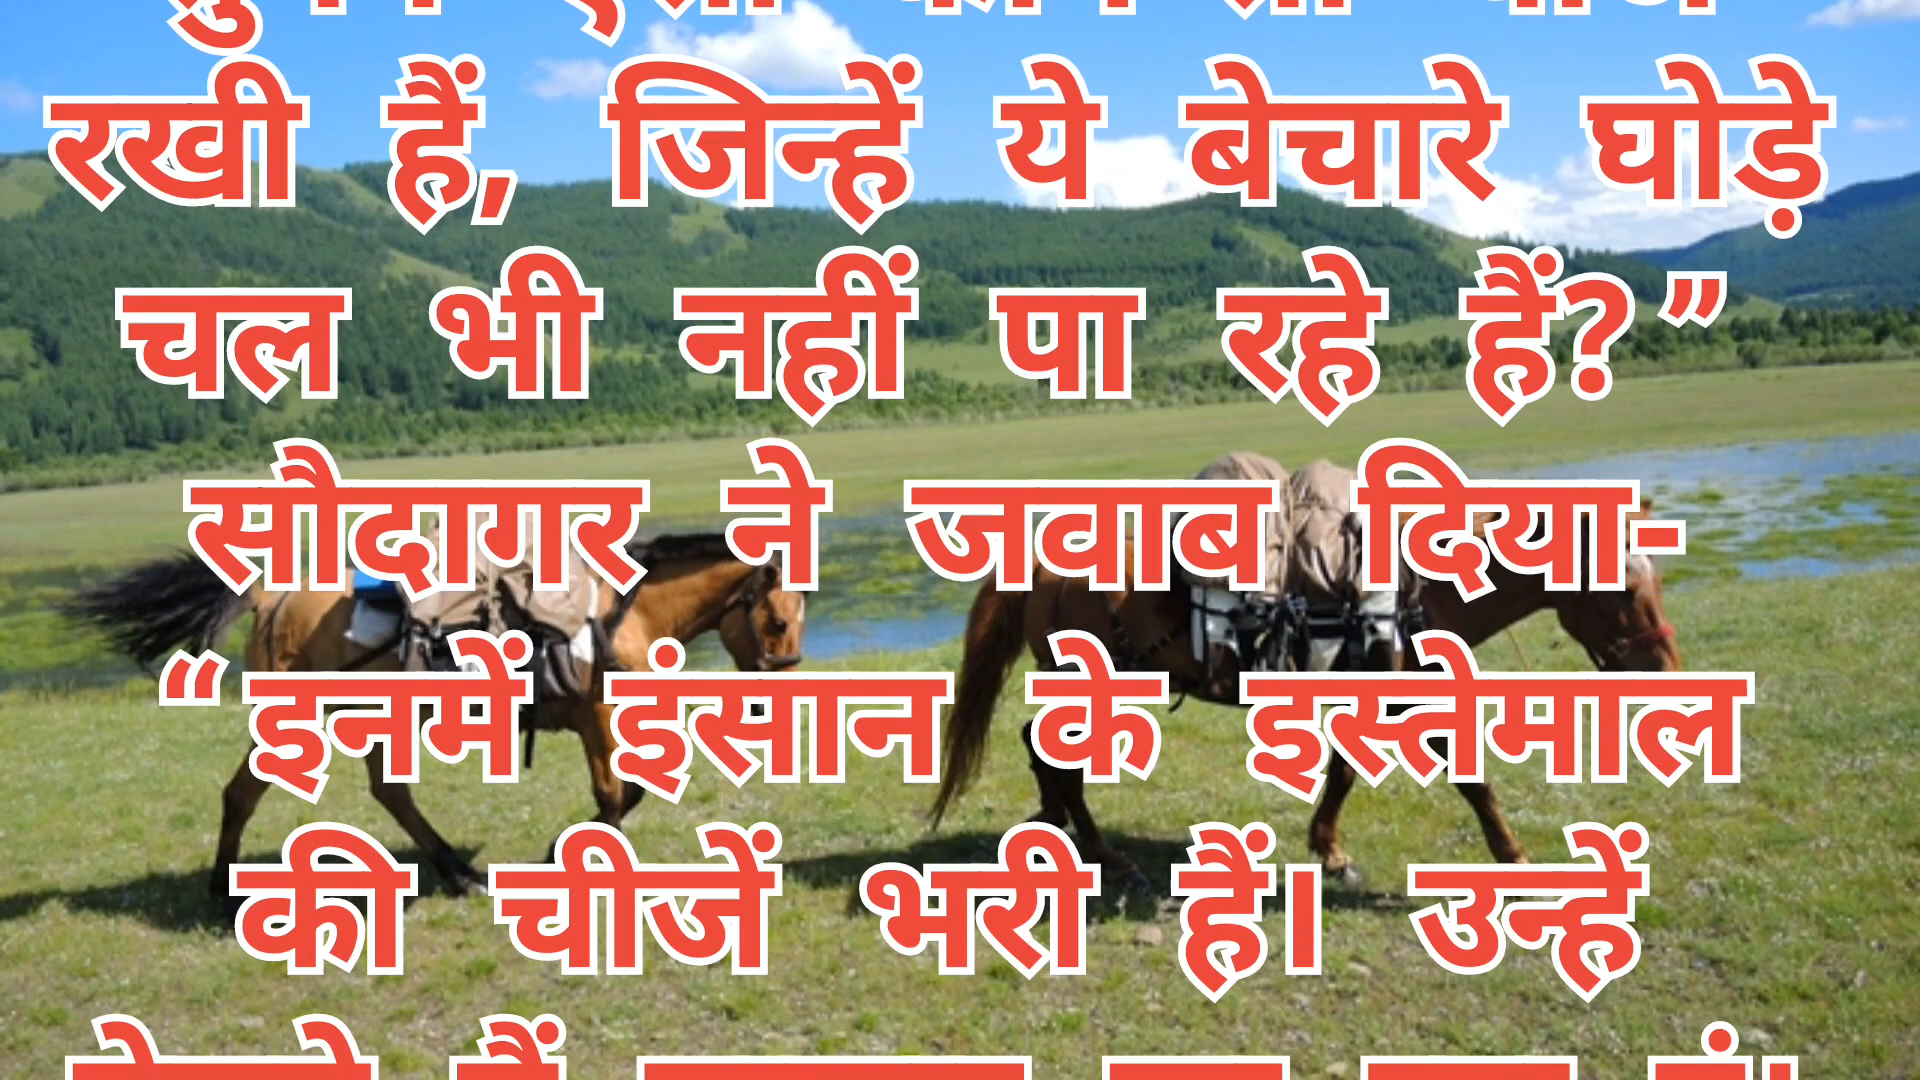 रखी हैं, जिन्हें ये बेचारे घोड़े
चल भी नहीं पा रहे हैं?”
सौदागर ने जवाब दिया-
“इनमें इंसान के इस्तेमाल
की चीजें भरी हैं। उन्हें